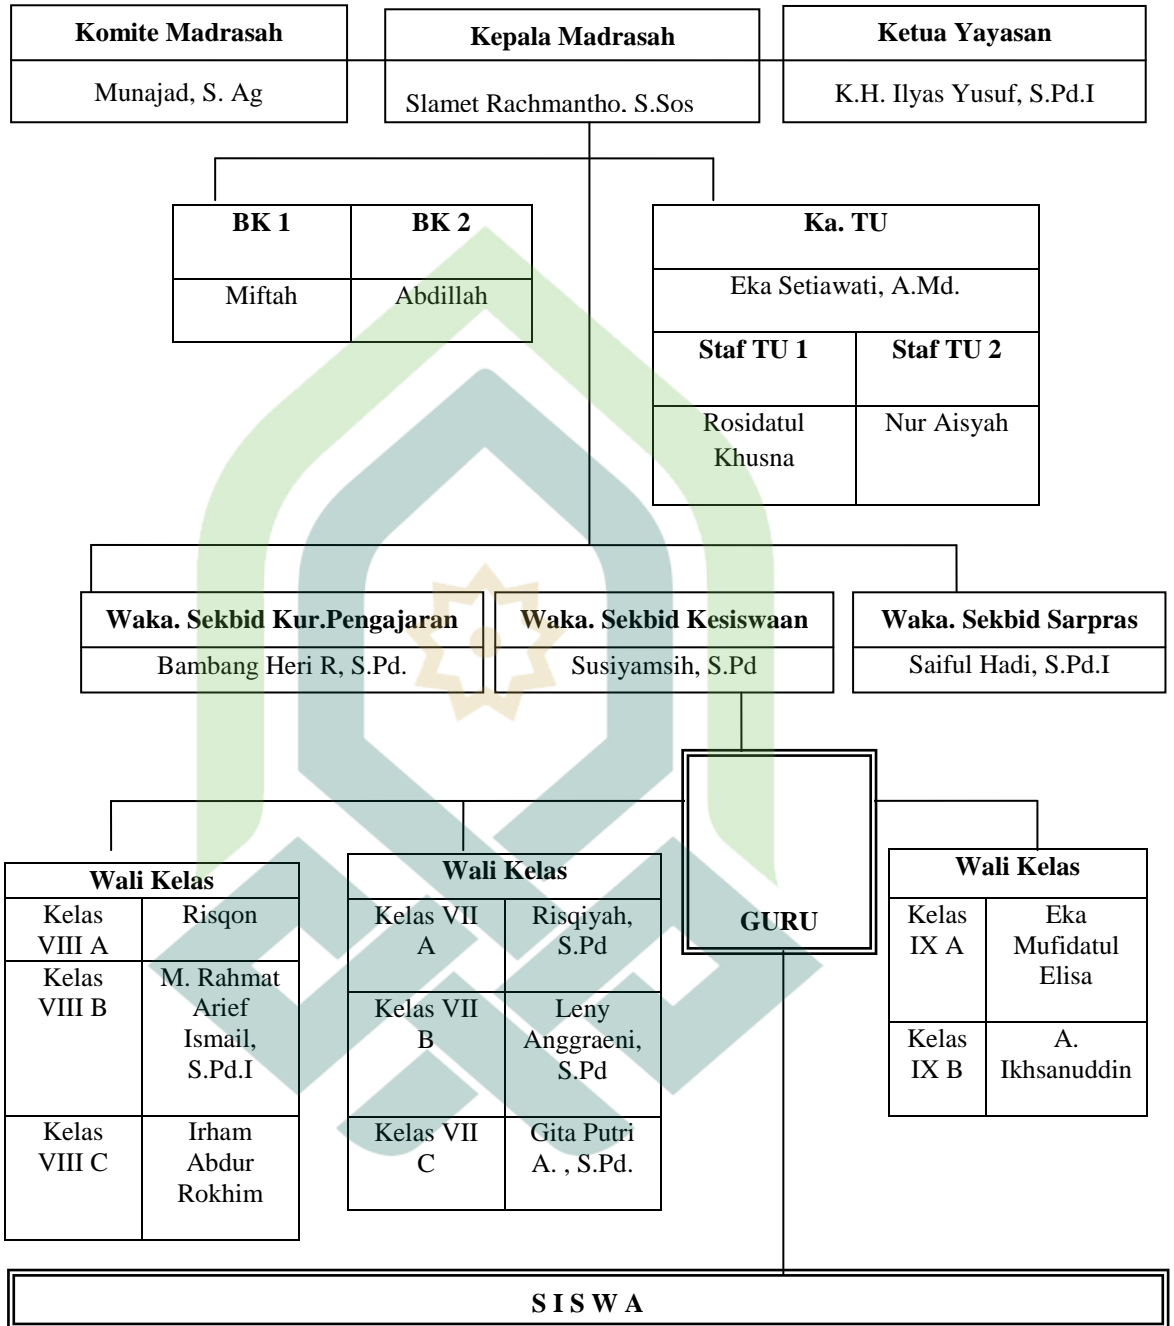 Komite Madrasah
Munajad, S. Ag
Kepala Madrasah
Slamet Rachmantho, S.Sos
Ketua Yayasan
K.H. Ilyas Yusuf, S.Pd.I
BK 1
BK 2
Miftah
Abdillah
Ka. TU
Eka Setiawati, A.Md.
Staf TU 1
Staf TU 2
Rosidatul
Khusna
Nur Aisyah
Waka. Sekbid Kur.Pengajaran
Bambang Heri R, S.Pd.
Waka. Sekbid Kesiswaan
Susiyamsih, S.Pd
Waka. Sekbid Sarpras
Saiful Hadi, S.Pd.I
GURU
Wali Kelas
Kelas
VIII A
Risqon
Kelas
VIII B
M. Rahmat
Arief
Ismail,
S.Pd.I
Kelas
VIII C
Irham
Abdur
Rokhim
Wali Kelas
Kelas VII
A
Risqiyah,
S.Pd
Kelas VII
B
Leny
Anggraeni,
S.Pd
Kelas VII
C
Gita Putri
A. , S.Pd.
Wali Kelas
Kelas
IX A
Eka
Mufidatul
Elisa
Kelas
IX B
A.
Ikhsanuddin
S I S W A